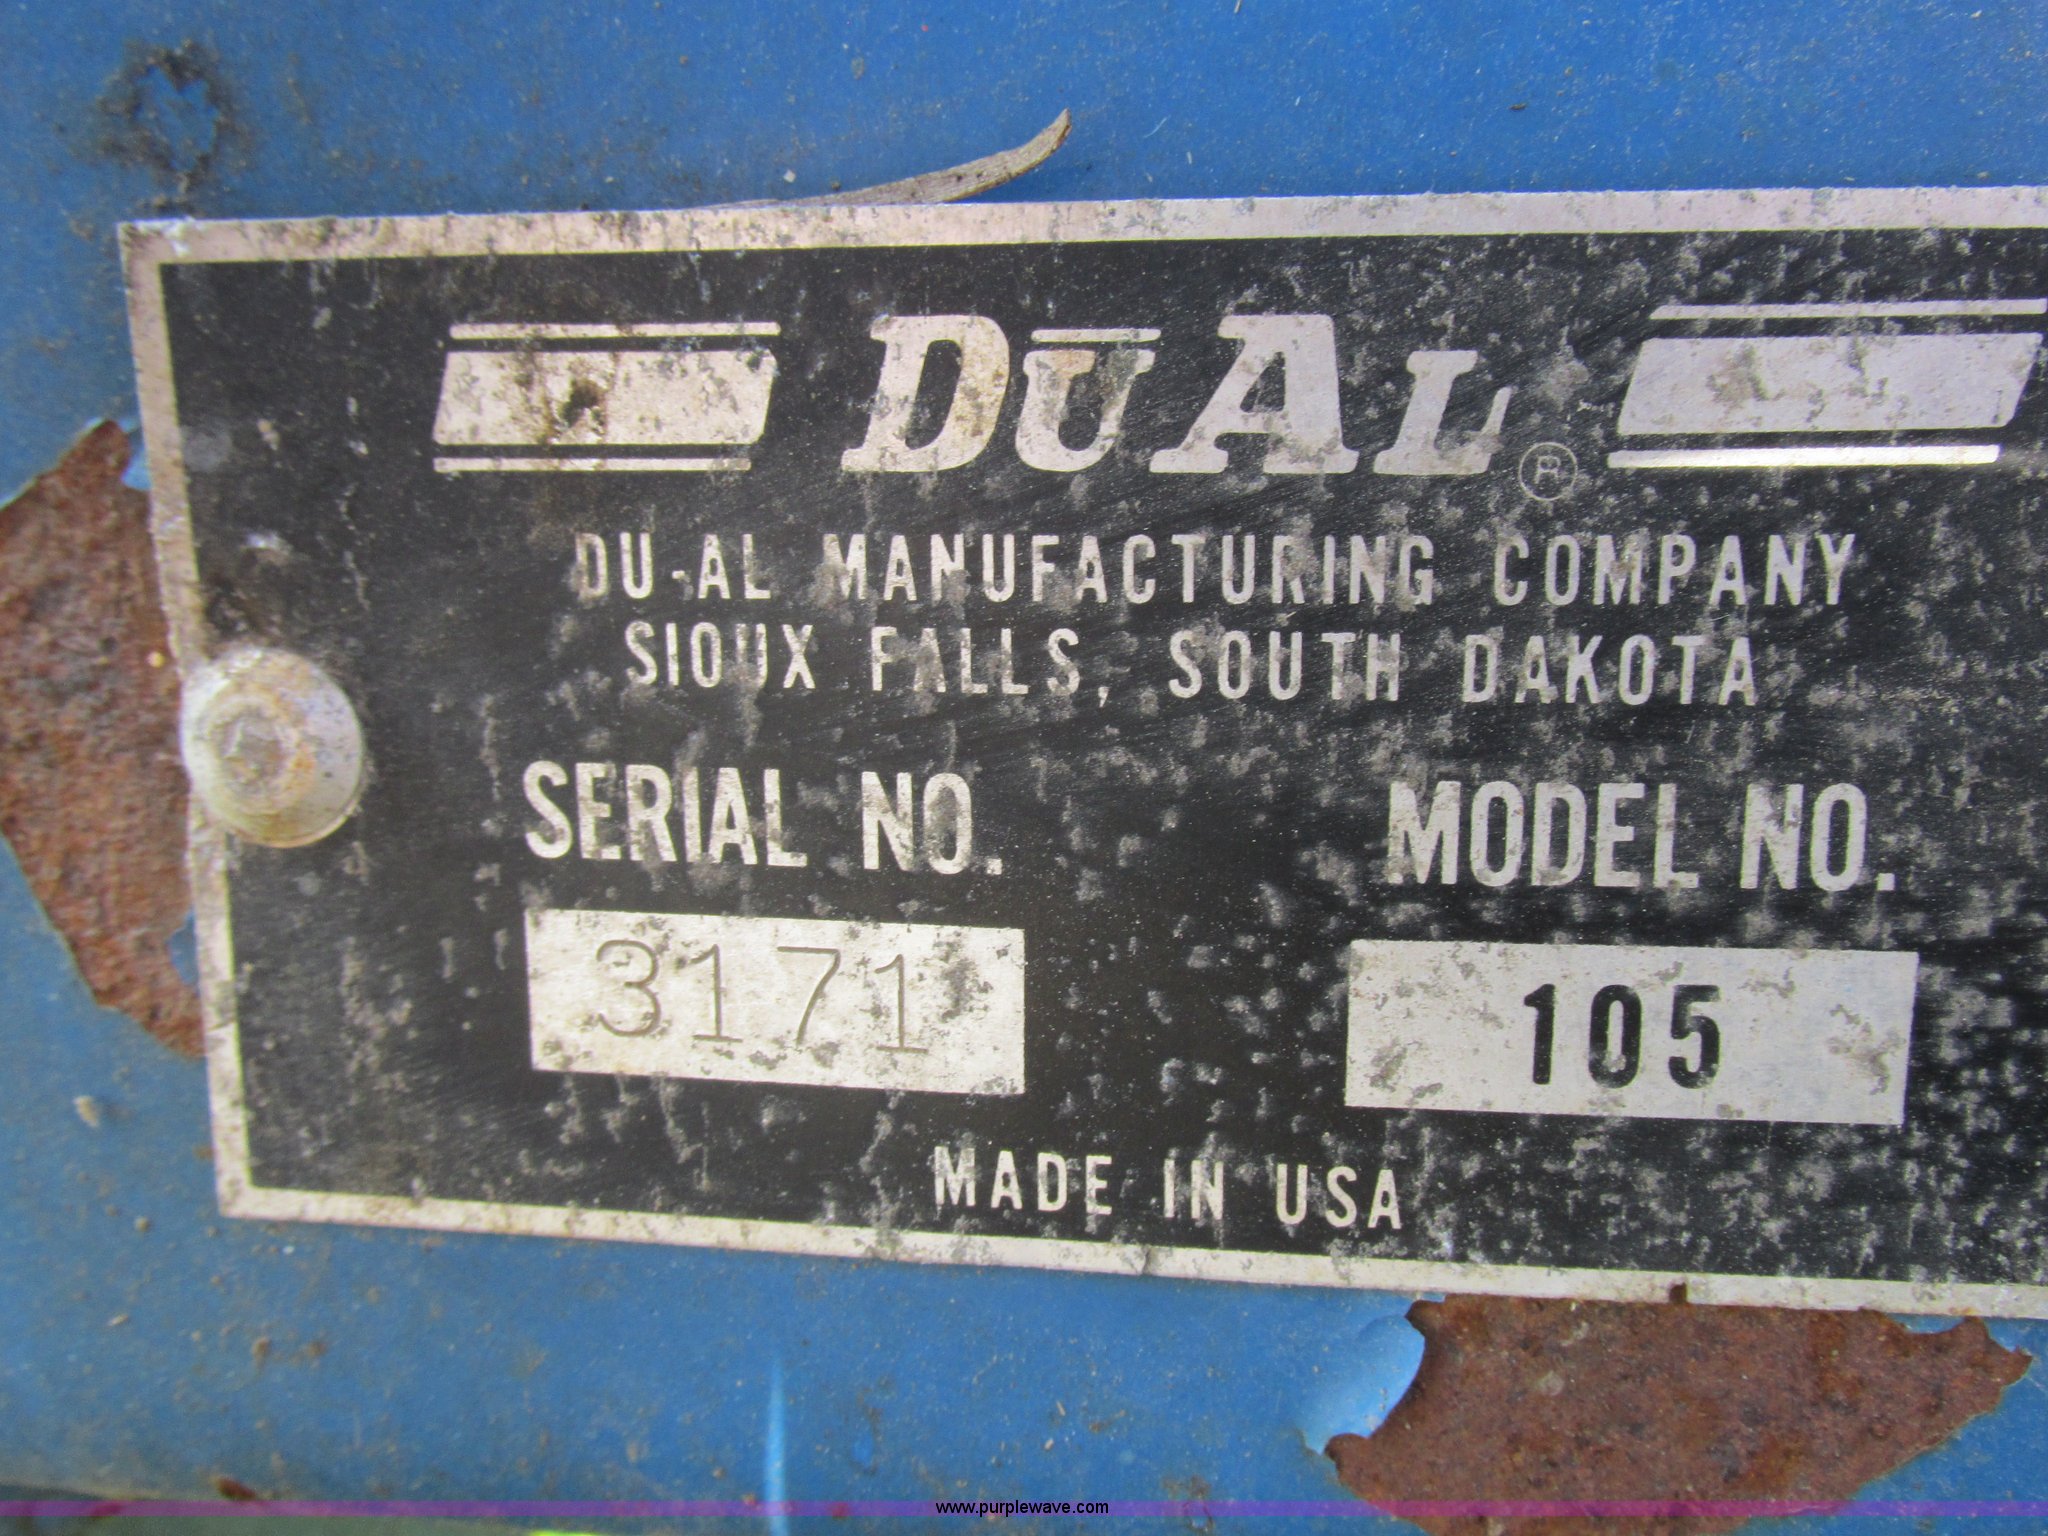 DŪAL ®
DU-AL MANUFACTURING COMPANY
SIOUX FALLS, SOUTH DAKOTA
SERIAL NO. MODEL NO.
3171 105
MADE IN USA
www.purplewave.com